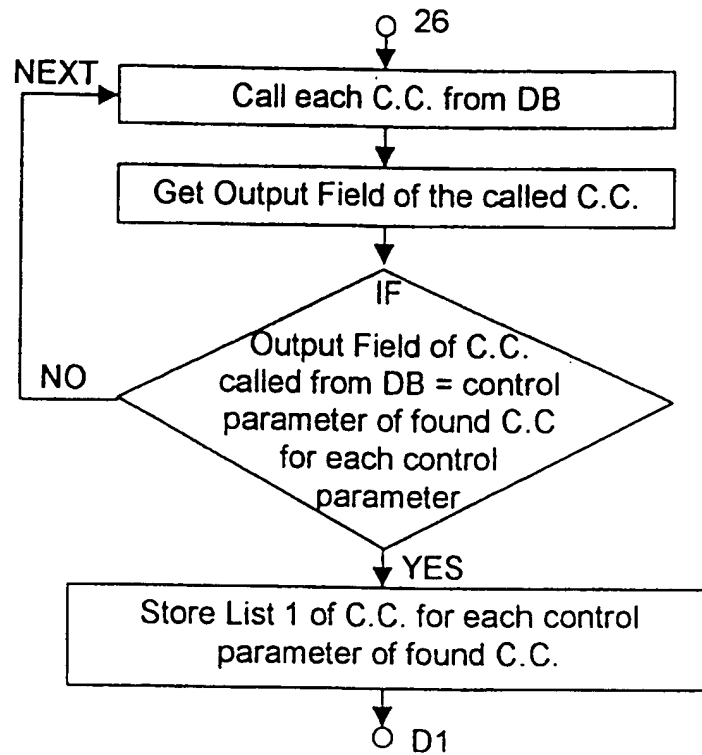 26
NEXT
Call each C.C. from DB
Get Output Field of the called C.C.
IF
Output Field of C.C.
called from DB = control
parameter of found C.C
for each control
parameter
NO
YES
Store List 1 of C.C. for each control
parameter of found C.C.
D1